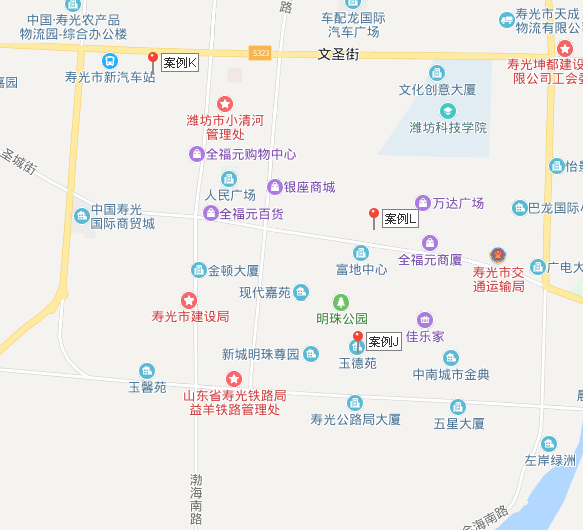 中国·寿光农产品
物流园-综合办公楼
路
车配龙国际
汽车广场
寿光市天成
物流有限公
S323
文圣街
案例K
寿光市新汽车站
寿光坤都建设
限公司工会委
嘉园
文化创意大厦
潍坊市小清河
管理处
潍坊科技学院
圣城街
全福元购物中心
怡景
人民广场
银座商城
中国寿光
国际商贸城
全福元百货
案例L
万达广场
巴龙国际
全福元商厦
金顿大厦
富地中心
寿光市交
通运输局
广电大
现代嘉苑
寿光市建设局
明珠公园
佳乐家
案例J
新城明珠尊园
玉德苑
中南城市金典
玉馨苑
山东省寿光铁路局
益羊铁路管理处
寿光公路局大厦
五星大厦
左岸绿洲
渤海南路
金海南路